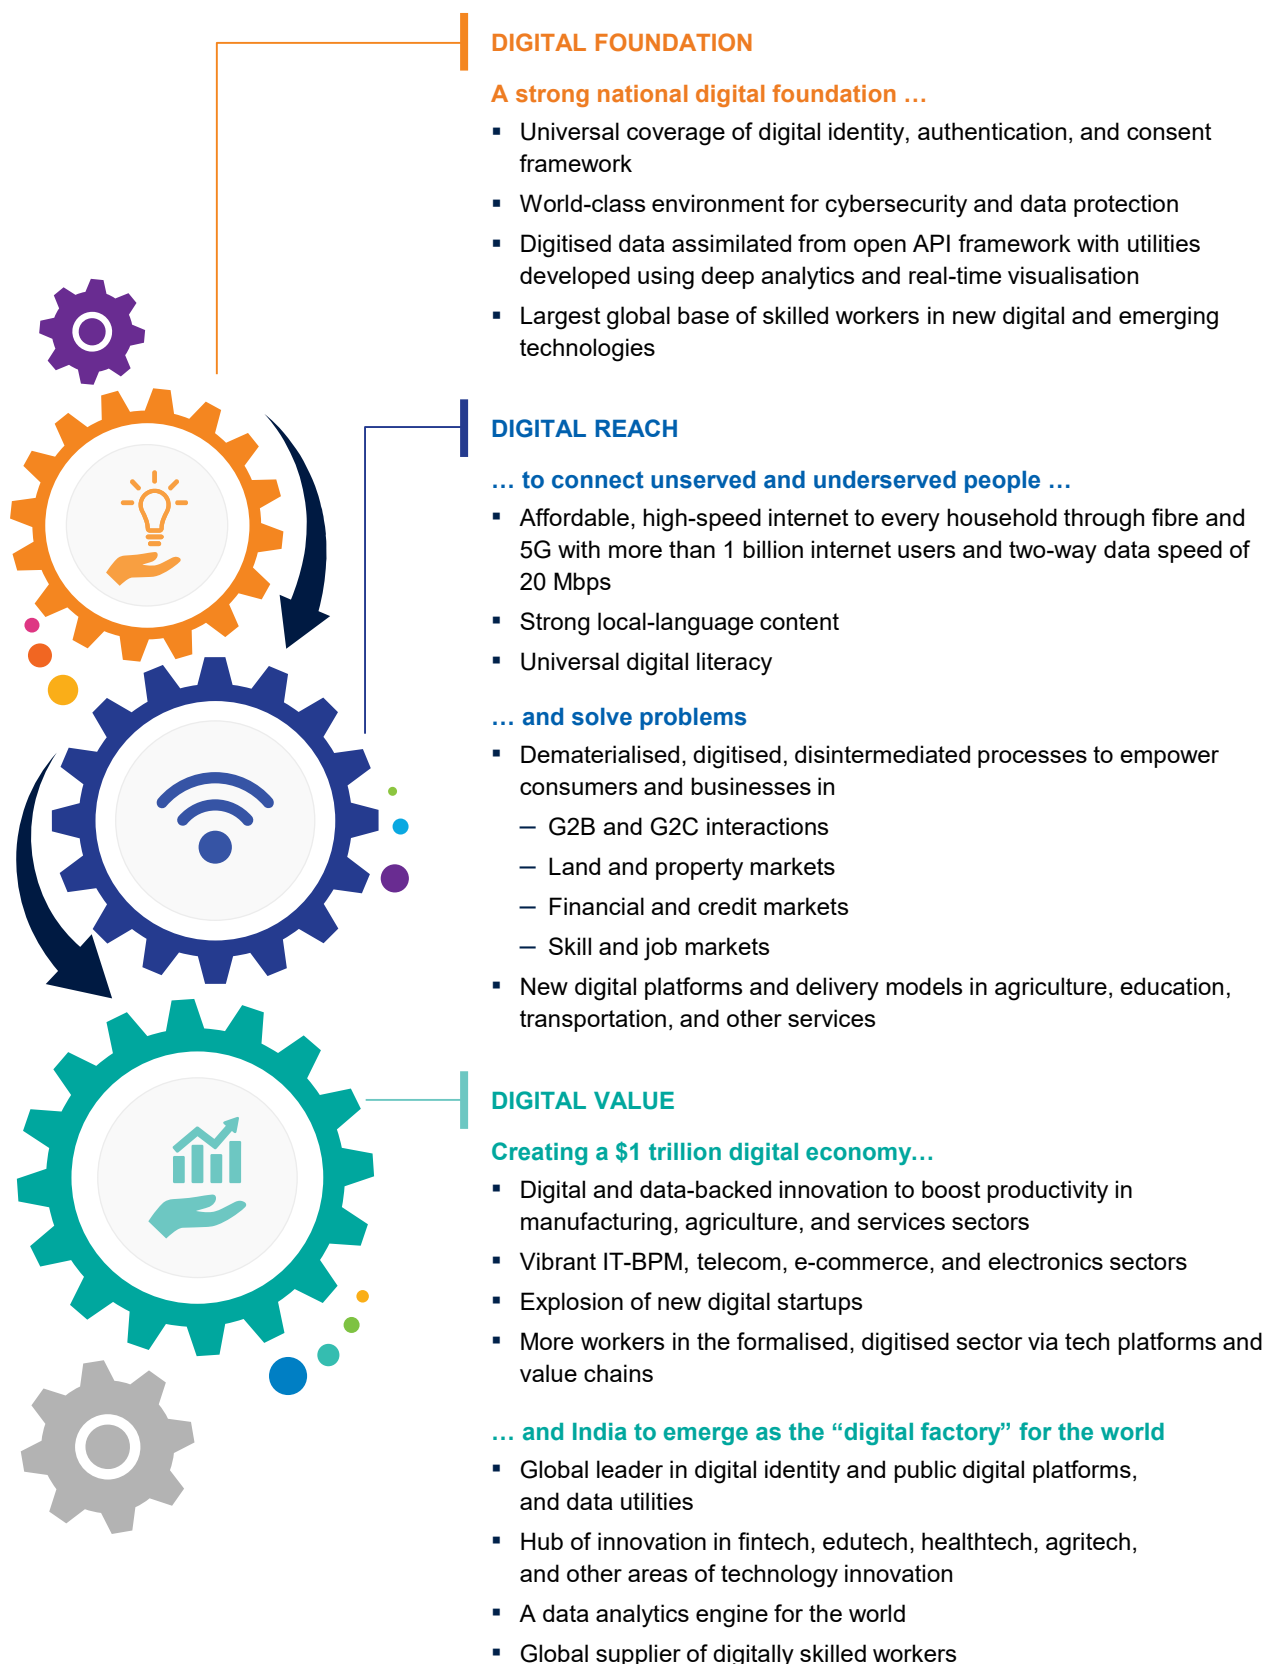 DIGITAL FOUNDATION
A strong national digital foundation …
▪ Universal coverage of digital identity, authentication, and consent
framework
▪ World-class environment for cybersecurity and data protection
▪ Digitised data assimilated from open API framework with utilities
developed using deep analytics and real-time visualisation
▪ Largest global base of skilled workers in new digital and emerging
technologies
DIGITAL REACH
… to connect unserved and underserved people …
▪ Affordable, high-speed internet to every household through fibre and
5G with more than 1 billion internet users and two-way data speed of
20 Mbps
▪ Strong local-language content
▪ Universal digital literacy
… and solve problems
▪ Dematerialised, digitised, disintermediated processes to empower
consumers and businesses in
– G2B and G2C interactions
– Land and property markets
– Financial and credit markets
– Skill and job markets
▪ New digital platforms and delivery models in agriculture, education,
transportation, and other services
DIGITAL VALUE
Creating a $1 trillion digital economy…
▪ Digital and data-backed innovation to boost productivity in
manufacturing, agriculture, and services sectors
▪ Vibrant IT-BPM, telecom, e-commerce, and electronics sectors
▪ Explosion of new digital startups
▪ More workers in the formalised, digitised sector via tech platforms and
value chains
… and India to emerge as the “digital factory” for the world
▪ Global leader in digital identity and public digital platforms,
and data utilities
▪ Hub of innovation in fintech, edutech, healthtech, agritech,
and other areas of technology innovation
▪ A data analytics engine for the world
▪ Global supplier of digitally skilled workers